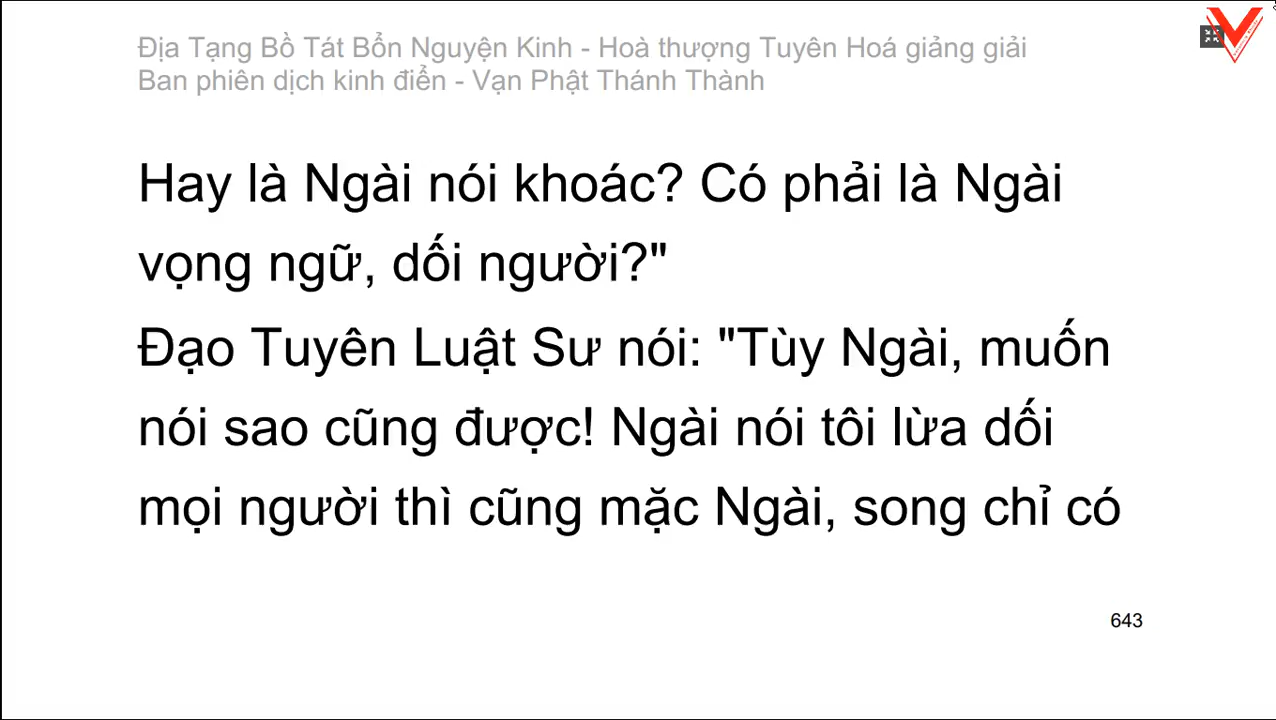 Địa Tạng Bồ Tát Bổn Nguyện Kinh - Hoà thượng Tuyên Hoá giảng giải
Ban phiên dịch kinh điển - Vạn Phật Thánh Thành
Hay là Ngài nói khoác? Có phải là Ngài
vọng ngữ, dối người?"
Đạo Tuyên Luật Sư nói: "Tùy Ngài, muốn
nói sao cũng được! Ngài nói tôi lừa dối
mọi người thì cũng mặc Ngài, song chỉ có
643